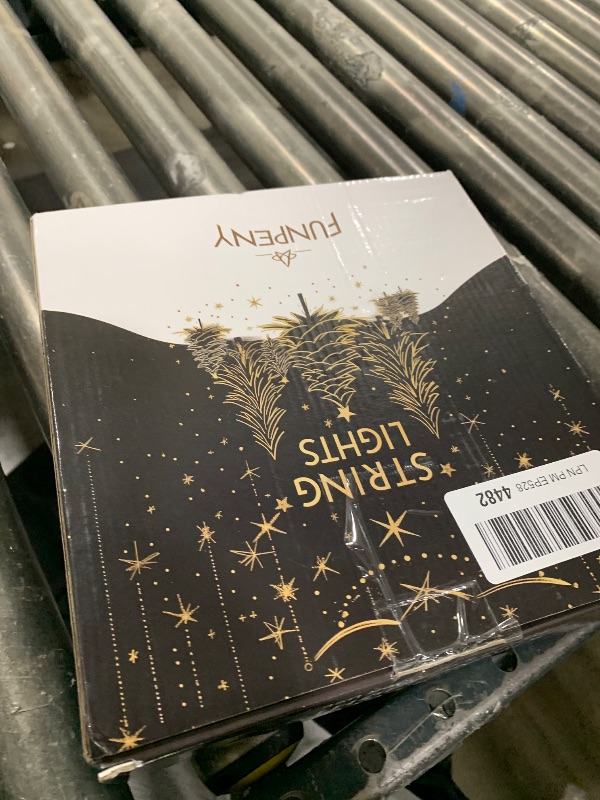 FUNPENY
STRING
LIGHTS
LPN PM EP528 4482